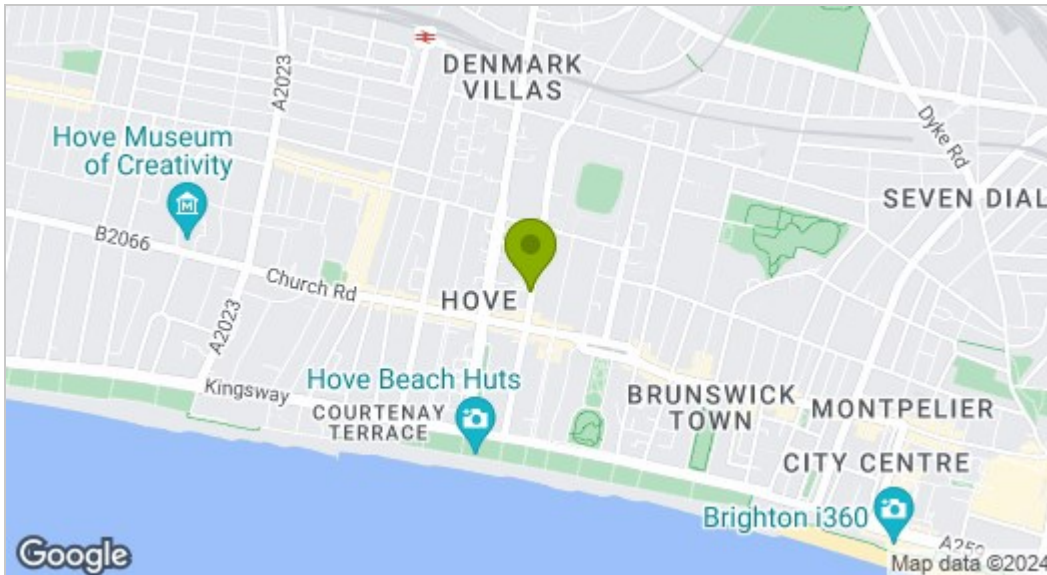 DENMARK
VILLAS
A2023
Dyke Rd
Hove Museum
of Creativity
SEVEN DIAL
B2066
Church Rd
HOVE
A2023
Kingsway
Hove Beach Huts
COURTENAY
TERRACE
BRUNSWICK
TOWN
MONTPELIER
CITY CENTRE
Brighton i360
A259
Google
Map data ©2024